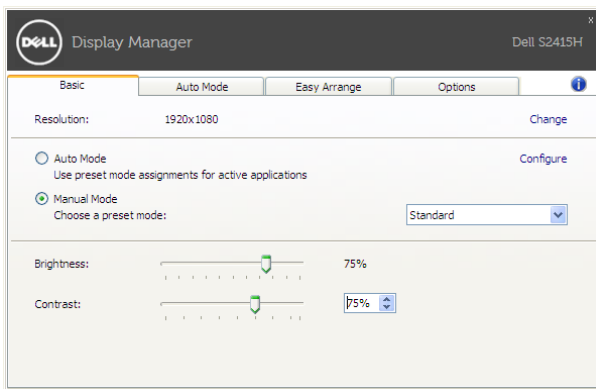 DELL Display Manager Dell S2415H
Basic Auto Mode Easy Arrange Options
Resolution: 1920x1080 Change
Auto Mode Configure
Use preset mode assignments for active applications
Manual Mode
Choose a preset mode: Standard
Brightness: 75%
Contrast: 75%